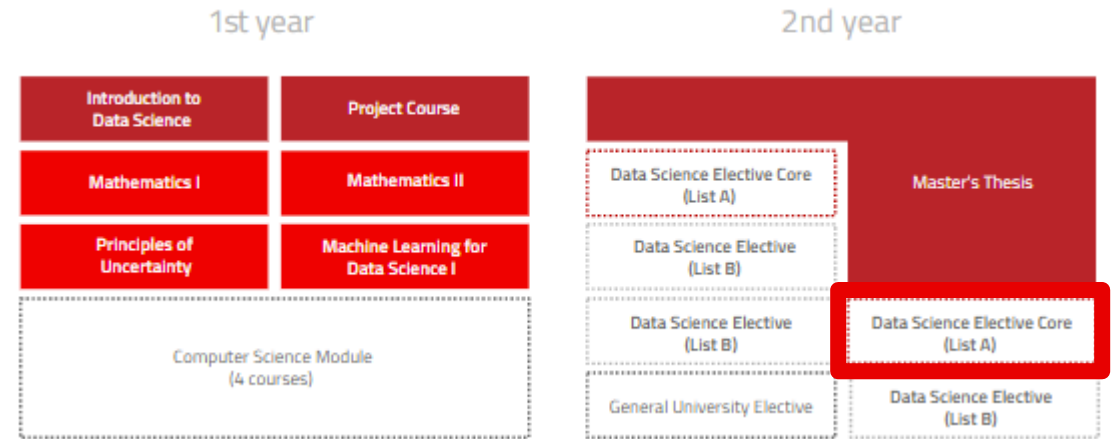 1st year
2nd year
Introduction to
Data Science
Project Course
Mathematics I
Mathematics II
Principles of
Uncertainty
Machine Learning for
Data Science I
Computer Science Module
(4 courses)
Data Science Elective Core
(List A)
Master's Thesis
Data Science Elective
(List B)
Data Science Elective
(List B)
Data Science Elective Core
(List A)
General University Elective
Data Science Elective
(List B)